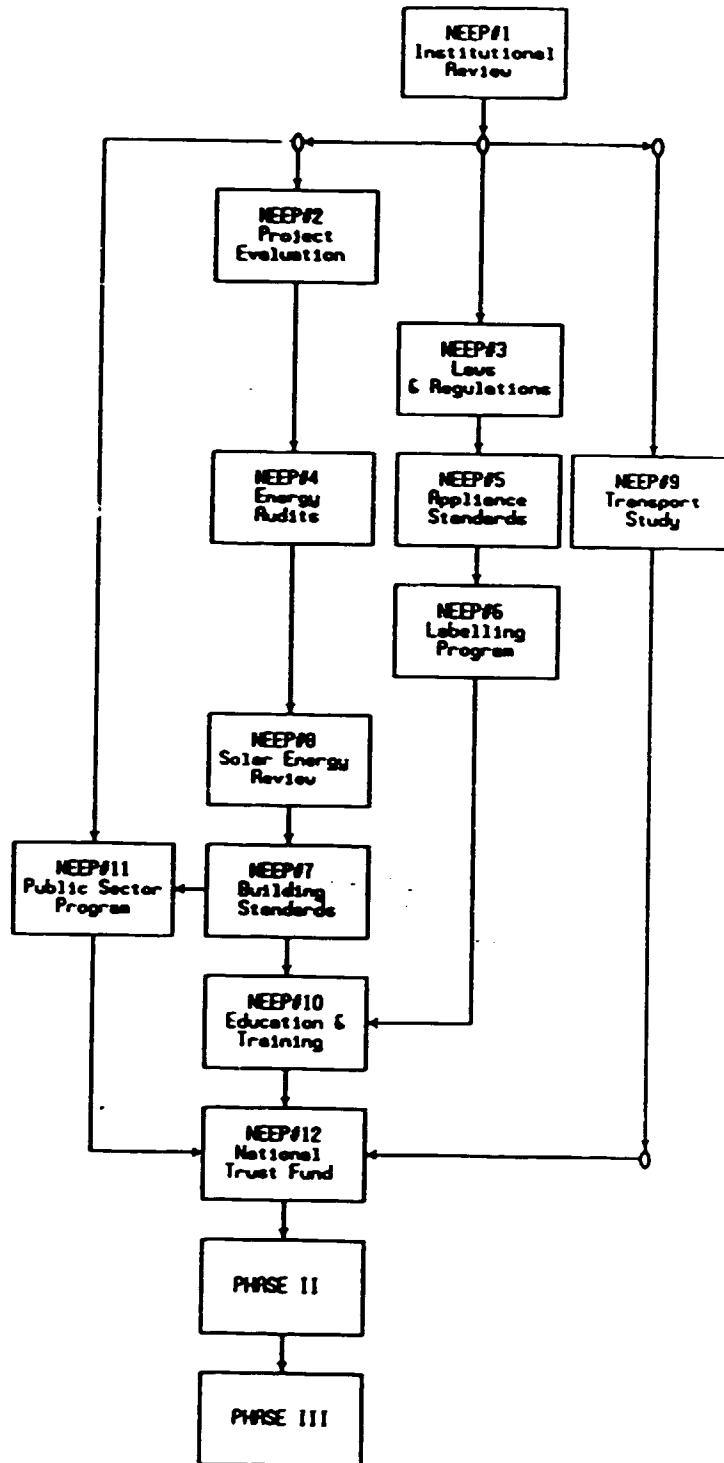 NEEP#1
Institutional
Review
NEEP#2
Project
Evaluation
NEEP#3
Laws
& Regulations
NEEP#4
Energy
Audits
NEEP#5
Appliance
Standards
NEEP#9
Transport
Study
NEEP#6
Labelling
Program
NEEP#8
Solar Energy
Review
NEEP#11
Public Sector
Program
NEEP#7
Building
Standards
NEEP#10
Education &
Training
NEEP#12
National
Trust Fund
PHASE II
PHASE III